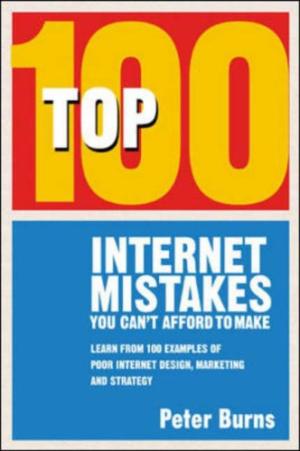 TOP
100
INTERNET
MISTAKES
YOU CAN'T AFFORD TO MAKE
LEARN FROM 100 EXAMPLES OF
POOR INTERNET DESIGN, MARKETING
AND STRATEGY
Peter Burns